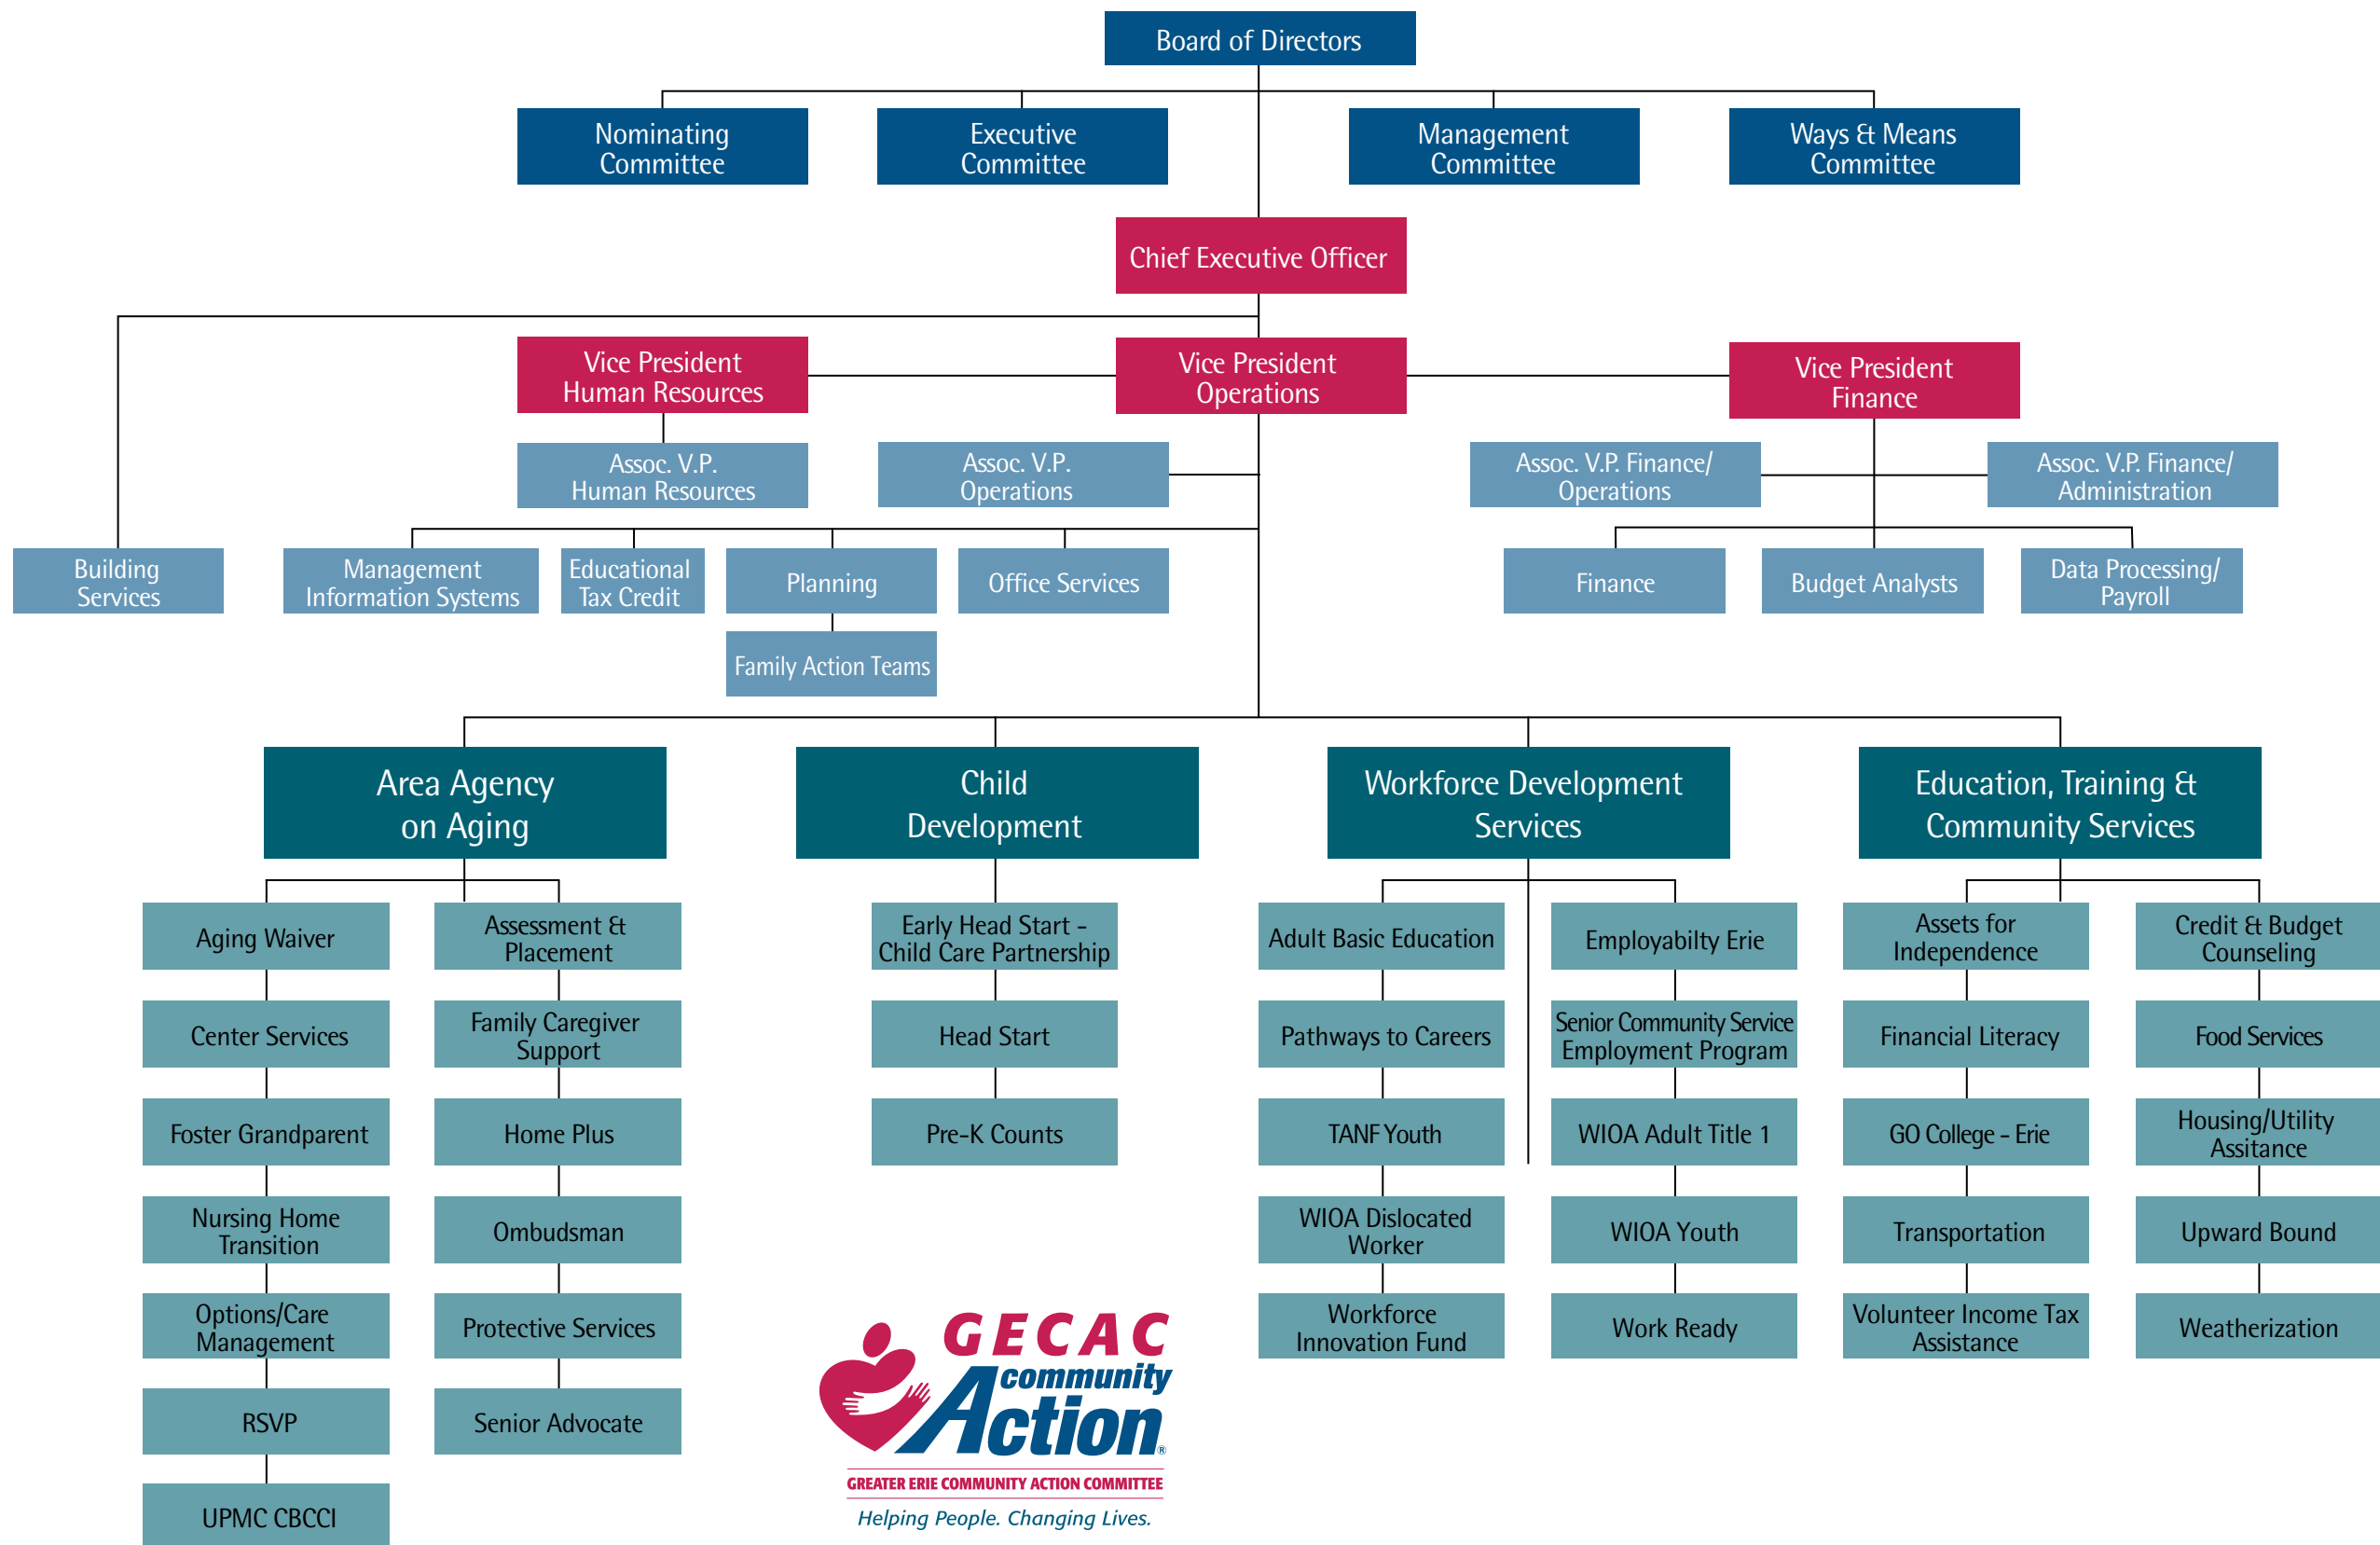 Board of Directors
Nominating
Committee
Executive
Committee
Management
Committee
Ways & Means
Committee
Chief Executive Officer
Vice President
Human Resources
Vice President
Operations
Vice President
Finance
Assoc. V.P.
Human Resources
Assoc. V.P.
Operations
Assoc. V.P. Finance/
Operations
Assoc. V.P. Finance/
Administration
Building
Services
Management
Information Systems
Educational
Tax Credit
Planning
Office Services
Finance
Budget Analysts
Data Processing/
Payroll
Family Action Teams
Area Agency
on Aging
Child
Development
Workforce Development
Services
Education, Training &
Community Services
Aging Waiver
Center Services
Foster Grandparent
Nursing Home
Transition
Options/Care
Management
RSVP
UPMC CBCCI
Assessment &
Placement
Family Caregiver
Support
Home Plus
Ombudsman
Protective Services
Senior Advocate
Early Head Start -
Child Care Partnership
Head Start
Pre-K Counts
Adult Basic Education
Pathways to Careers
TANF Youth
WIOA Dislocated
Worker
Workforce
Innovation Fund
Employabilty Erie
Senior Community Service
Employment Program
WIOA Adult Title 1
WIOA Youth
Work Ready
Assets for
Independence
Financial Literacy
GO College - Erie
Transportation
Volunteer Income Tax
Assistance
Credit & Budget
Counseling
Food Services
Housing/Utility
Assitance
Upward Bound
Weatherization
GECAC
community
Action®
GREATER ERIE COMMUNITY ACTION COMMITTEE
Helping People. Changing Lives.